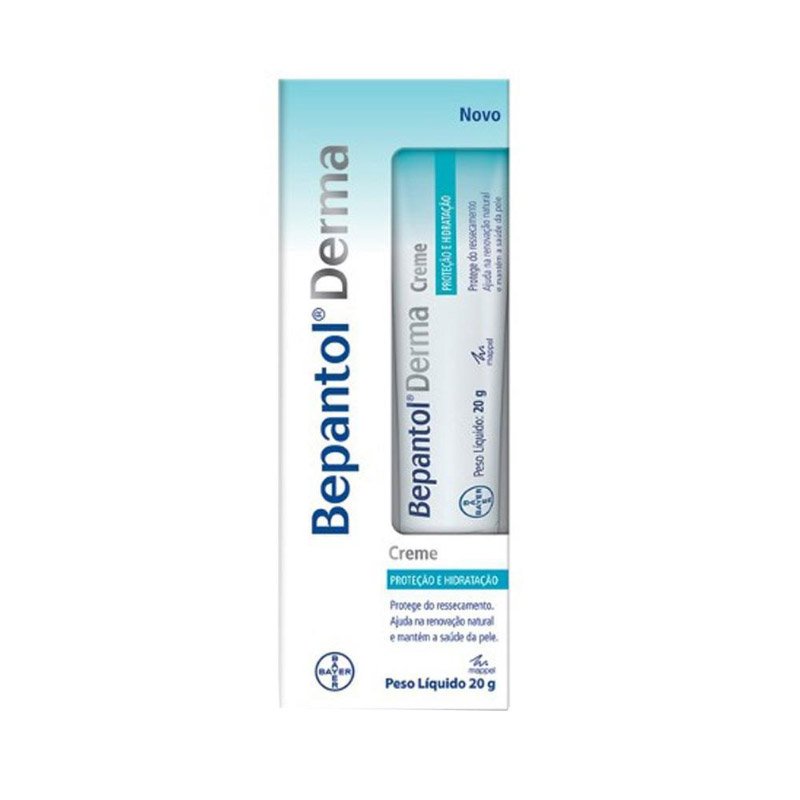 Novo
Bepantol® Derma
Bepantol® Derma Creme
PROTEÇÃO E HIDRATAÇÃO
Protege do ressecamento
Ajuda na renovação natural
e mantém a saúde da pele
mappel
Peso Líquido: 20 g
BAYER
BAYER
Creme
PROTEÇÃO E HIDRATAÇÃO
Protege do ressecamento.
Ajuda na renovação natural
e mantém a saúde da pele.
BAYER
BAYER
mappel
Peso Líquido 20 g